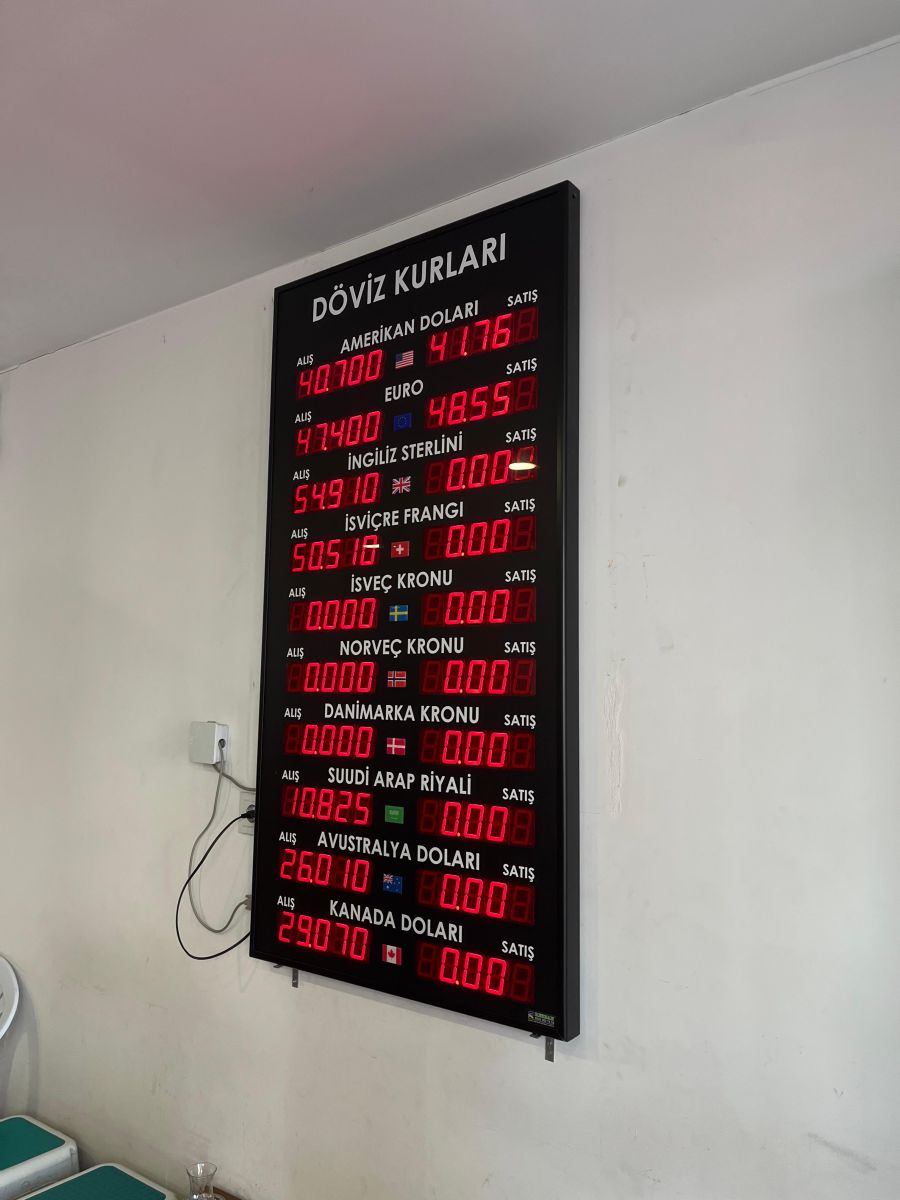 DÖVİZ KURLARI
AMERİKAN DOLARI
ALIŞ SATIŞ
40.700 41.76
EURO
ALIŞ SATIŞ
47.400 48.55
İNGİLİZ STERLİNİ
ALIŞ SATIŞ
54.910 0.00
İSVİÇRE FRANGI
ALIŞ SATIŞ
50.510 0.00
İSVEÇ KRONU
ALIŞ SATIŞ
0.000 0.00
NORVEÇ KRONU
ALIŞ SATIŞ
0.000 0.00
DANİMARKA KRONU
ALIŞ SATIŞ
0.000 0.00
SUUDİ ARAP RİYALİ
ALIŞ SATIŞ
10.825 0.00
AVUSTRALYA DOLARI
ALIŞ SATIŞ
26.010 0.00
KANADA DOLARI
ALIŞ SATIŞ
29.070 0.00